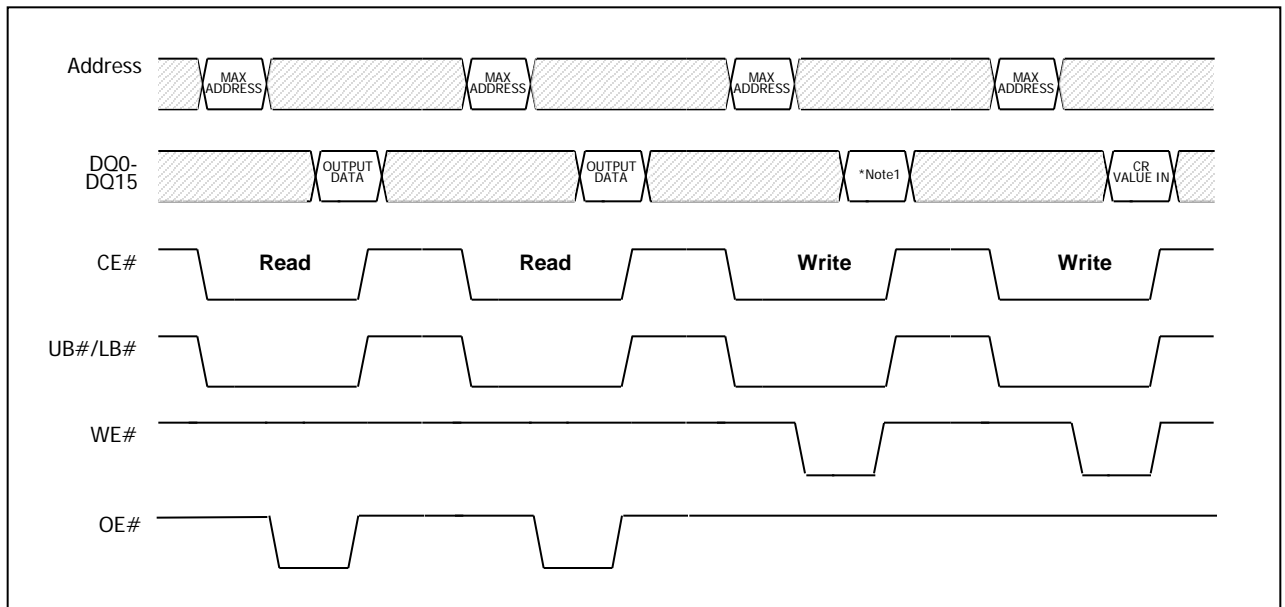 Address
MAX
ADDRESS
MAX
ADDRESS
MAX
ADDRESS
MAX
ADDRESS
DQ0-
DQ15
OUTPUT
DATA
OUTPUT
DATA
*Note1
CR
VALUE IN
CE#
Read
Read
Write
Write
UB#/LB#
WE#
OE#